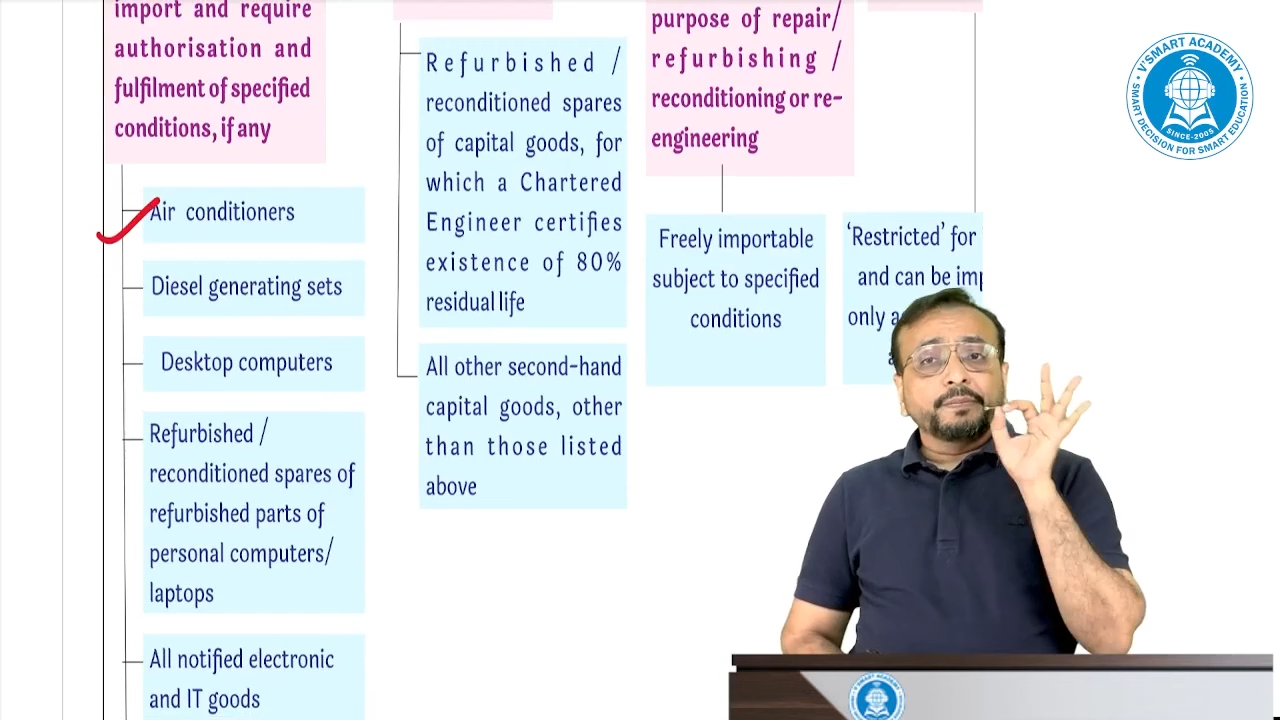 import and require
authorisation and
fulfilment of specified
conditions, if any
Air conditioners
Diesel generating sets
Desktop computers
Refurbished /
reconditioned spares of
refurbished parts of
personal computers/
laptops
All notified electronic
and IT goods
Refurbished /
reconditioned spares
of capital goods, for
which a Chartered
Engineer certifies
existence of 80%
residual life
All other second-hand
capital goods, other
than those listed
above
purpose of repair/
refurbishing /
reconditioning or re-
engineering
Freely importable
subject to specified
conditions
‘Restricted’ for
and can be
only
V'SMART ACADEMY
SMART DECISION FOR SMART EDUCATION
SINCE-2005